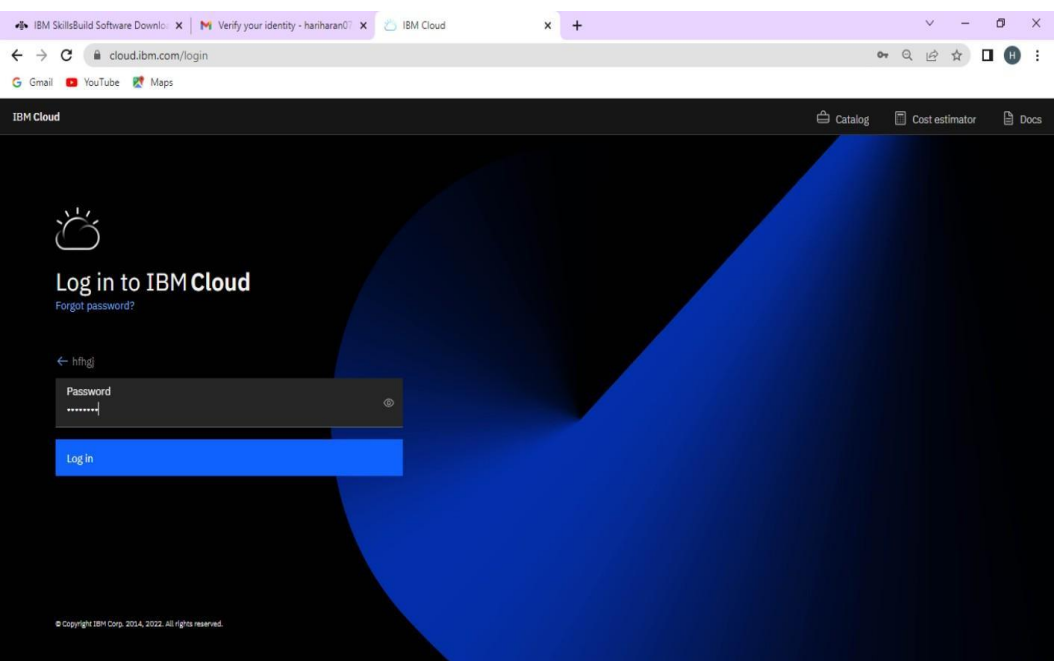 IBM SkillsBuild Software Downlo
Verify your identity - hariharan07
IBM Cloud
cloud.ibm.com/login
H
Gmail
YouTube
Maps
IBM Cloud
Catalog
Cost estimator
Docs
Log in to IBM Cloud
Forgot password?
← hfhgj
Password
••••••••
Log in
© Copyright IBM Corp. 2014, 2022. All rights reserved.